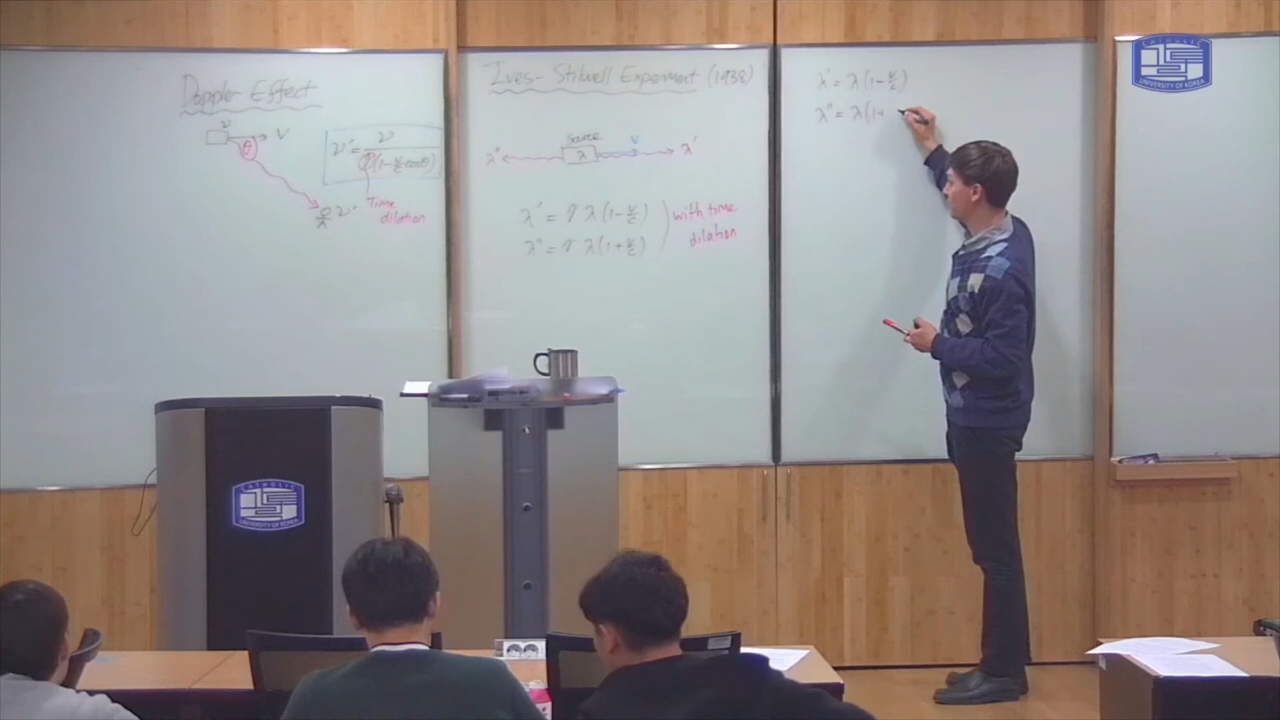 Doppler Effect
ν
V
θ
ν' = ν / γ(1-v/c cosθ)
ν'
Time
dilation
Ives-Stilwell Experiment (1938)
source
λ'' λ V λ'
λ' = γ λ (1-v/c)
λ'' = γ λ (1+v/c)
with time
dilation
λ' = λ (1-v/c)
λ'' = λ (1+
CATHOLIC
UNIVERSITY OF KOREA
CATHOLIC
UNIVERSITY OF KOREA